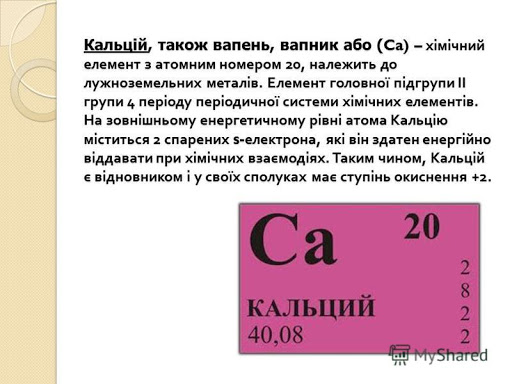 Кальцій, також вапень, вапник або (Ca) – хімічний
елемент з атомним номером 20, належить до
лужноземельних металів. Елемент головної підгрупи II
групи 4 періоду періодичної системи хімічних елементів.
На зовнішньому енергетичному рівні атома Кальцію
міститься 2 спарених s-електрона, які він здатен енергійно
віддавати при хімічних взаємодіях. Таким чином, Кальцій
є відновником і у своїх сполуках має ступінь окиснення +2.
Ca 20
2
8
КАЛЬЦИЙ 2
40,08 2
MyShared